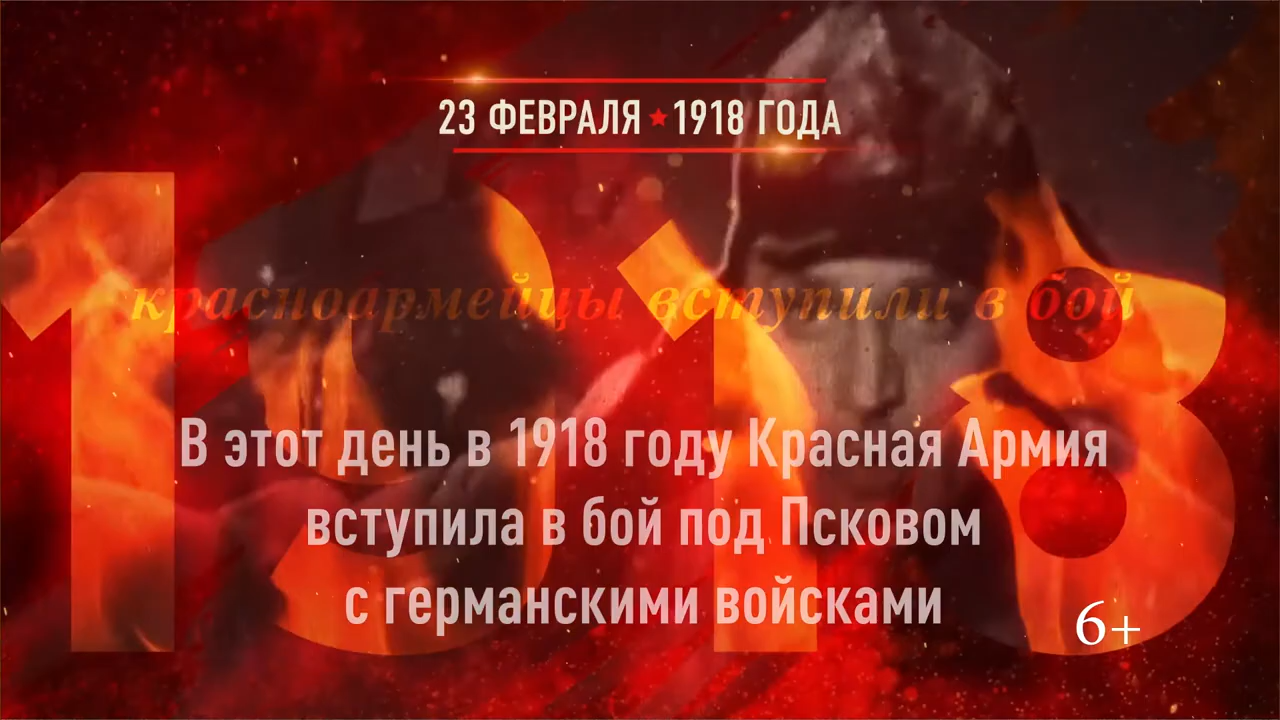 23 ФЕВРАЛЯ ★ 1918 ГОДА
1918
красноармейцы вступили в бой
В этот день в 1918 году Красная Армия
вступила в бой под Псковом
с германскими войсками
6+